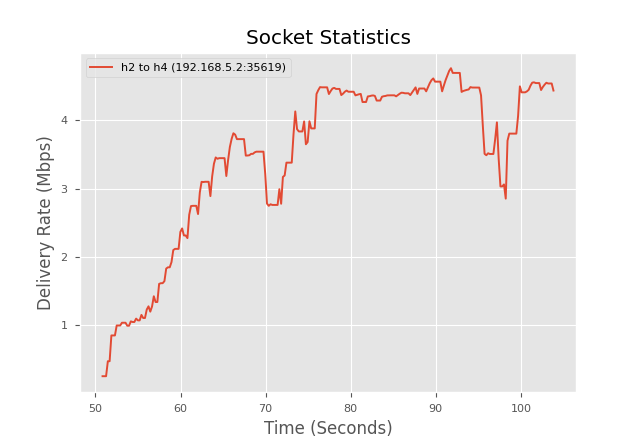 Socket Statistics
h2 to h4 (192.168.5.2:35619)
Delivery Rate (Mbps)
4
3
2
1
50 60 70 80 90 100
Time (Seconds)